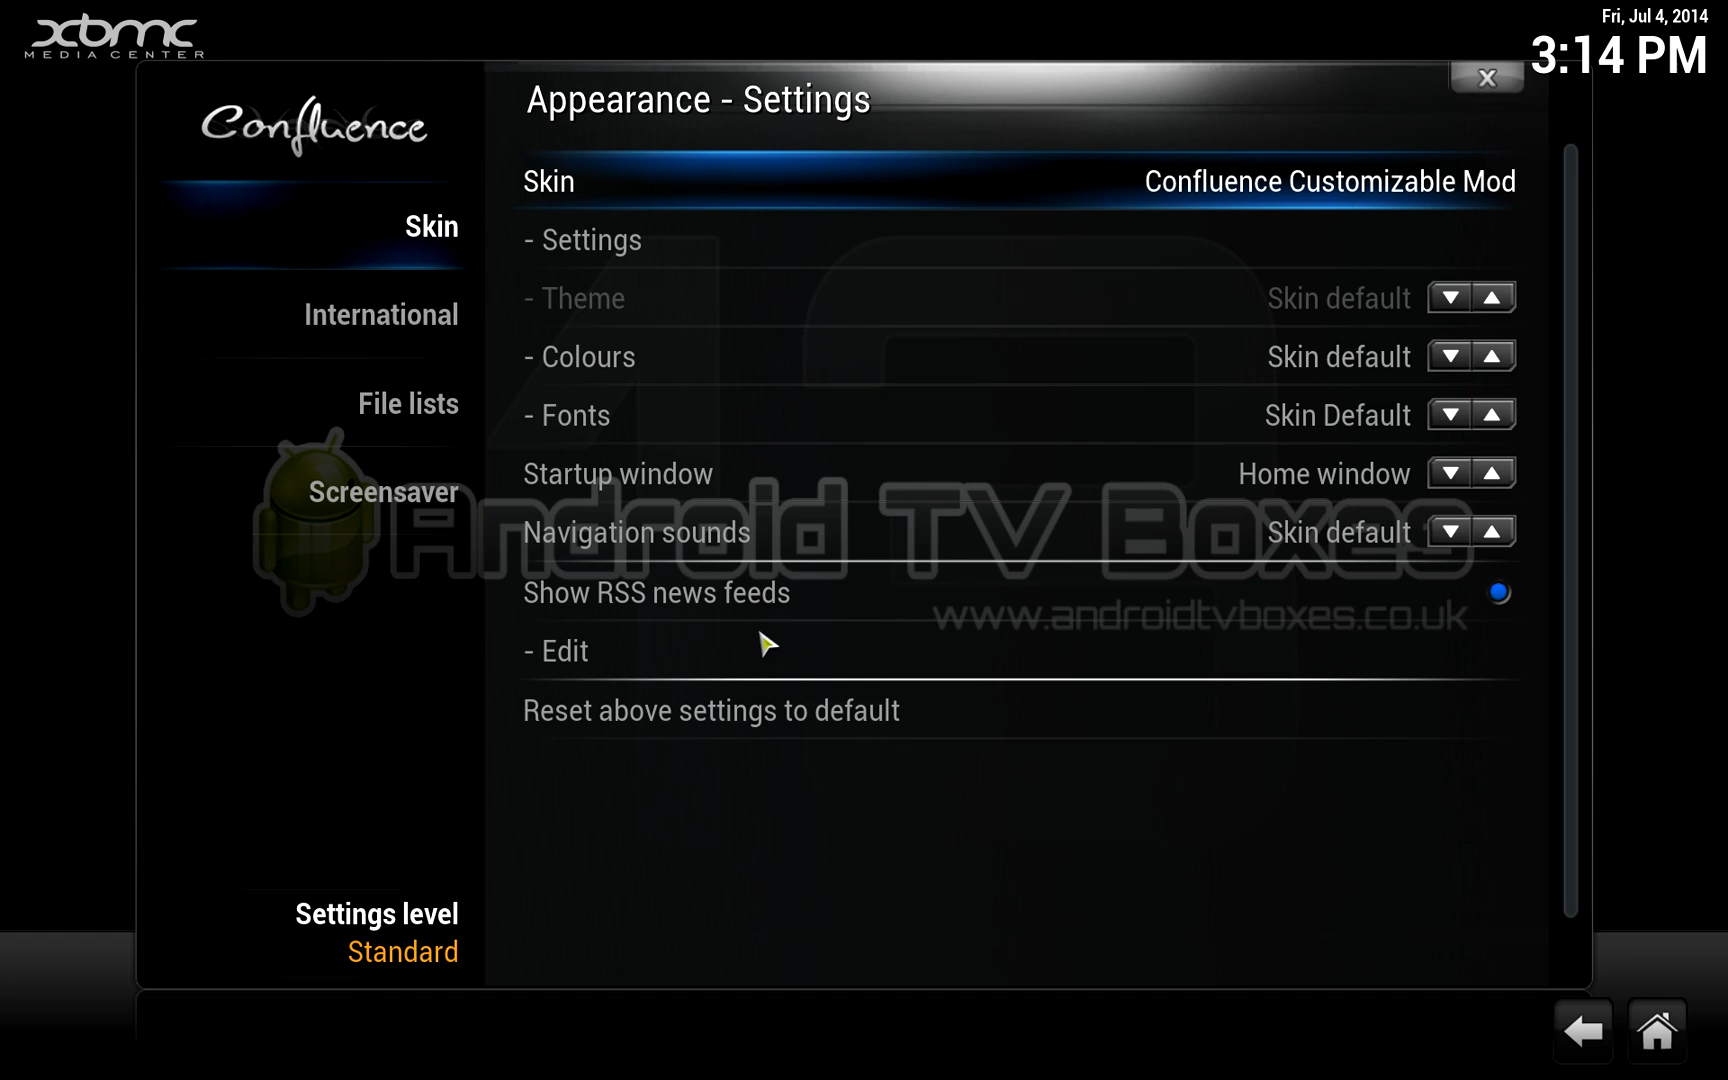 xbmc
MEDIA CENTER
Fri, Jul 4, 2014
3:14 PM
Confluence
Appearance - Settings
x
Skin
International
File lists
Screensaver
Skin Confluence Customizable Mod
- Settings
- Theme Skin default
- Colours Skin default
- Fonts Skin Default
Startup window Home window
Navigation sounds Skin default
Show RSS news feeds
- Edit
Reset above settings to default
Android TV Boxes
www.androidtvboxes.co.uk
Settings level
Standard